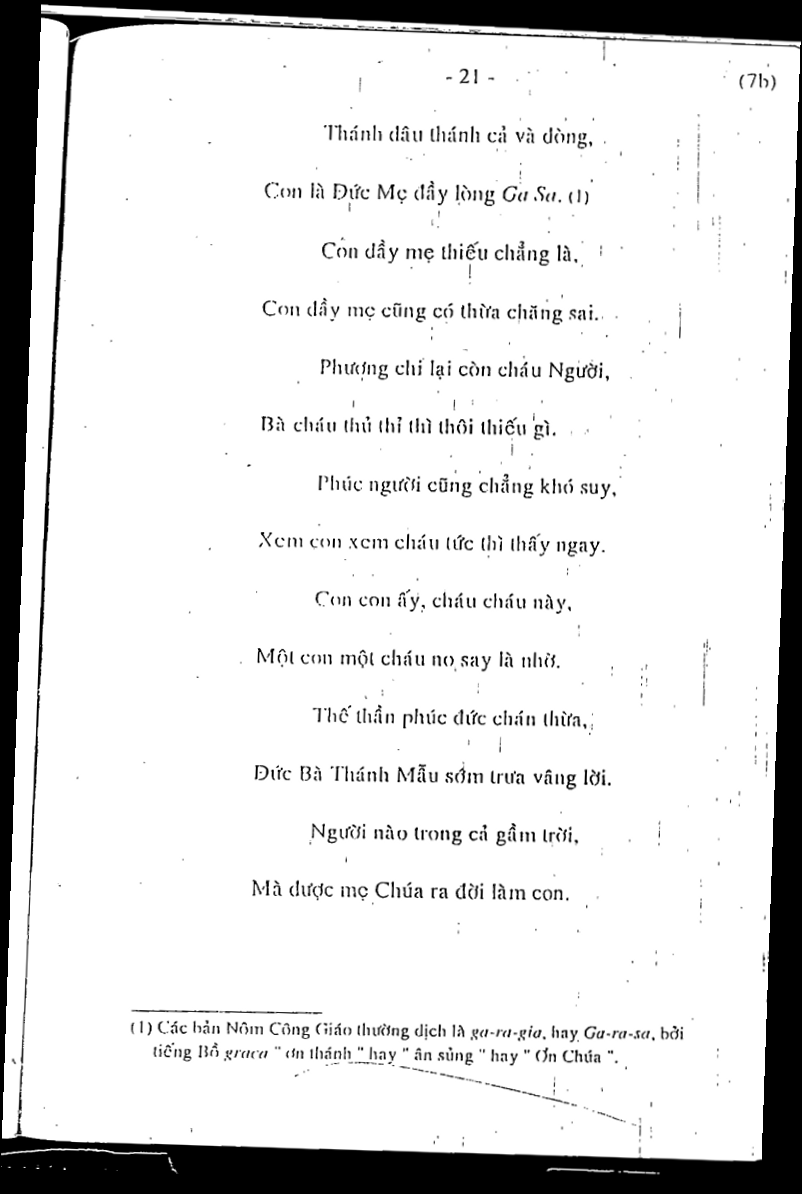 - 21 -
(7b)
Thánh dâu thánh cả và dòng,
Con là Đức Mẹ đầy lòng Ga Sa. (1)
Con đầy mẹ thiếu chẳng là,
Con đầy mẹ cũng có thừa chăng sai.
Phượng chỉ lại còn cháu Người,
Bà cháu thủ thỉ thì thôi thiếu gì.
Phúc người cũng chẳng khó suy,
Xem con xem cháu tức thì thấy ngay.
Con con ấy, cháu cháu này,
Một con một cháu no say là nhờ.
Thế thần phúc đức chán thừa,
Đức Bà Thánh Mẫu sớm trưa vâng lời.
Người nào trong cả gầm trời,
Mà được mẹ Chúa ra đời làm con.
(1) Các bản Nôm Công Giáo thường dịch là ga-ra-gia, hay Ga-ra-sa, bởi
tiếng Bồ graca " ơn thánh " hay " ân sủng " hay " Ơn Chúa ".